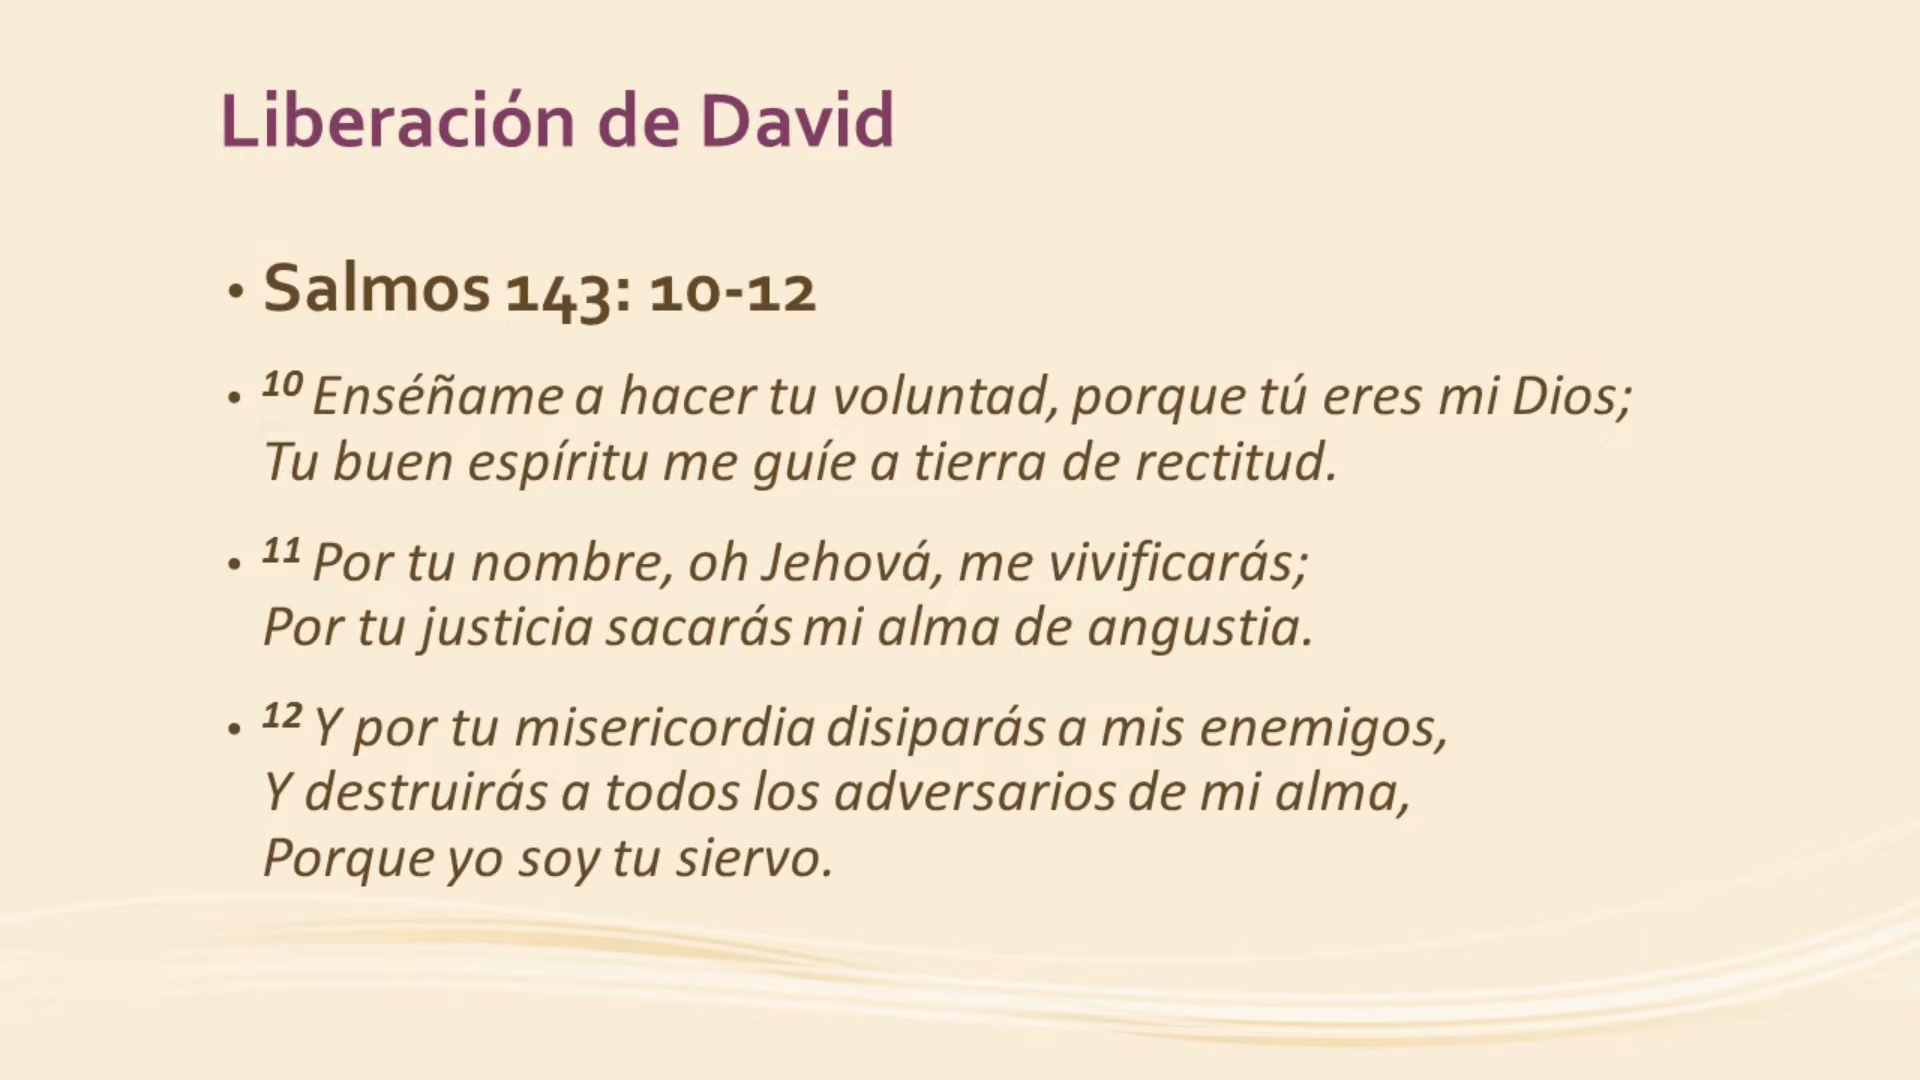 Liberación de David
• Salmos 143: 10-12
• 10 Enséñame a hacer tu voluntad, porque tú eres mi Dios;
Tu buen espíritu me guíe a tierra de rectitud.
• 11 Por tu nombre, oh Jehová, me vivificarás;
Por tu justicia sacarás mi alma de angustia.
• 12 Y por tu misericordia disiparás a mis enemigos,
Y destruirás a todos los adversarios de mi alma,
Porque yo soy tu siervo.